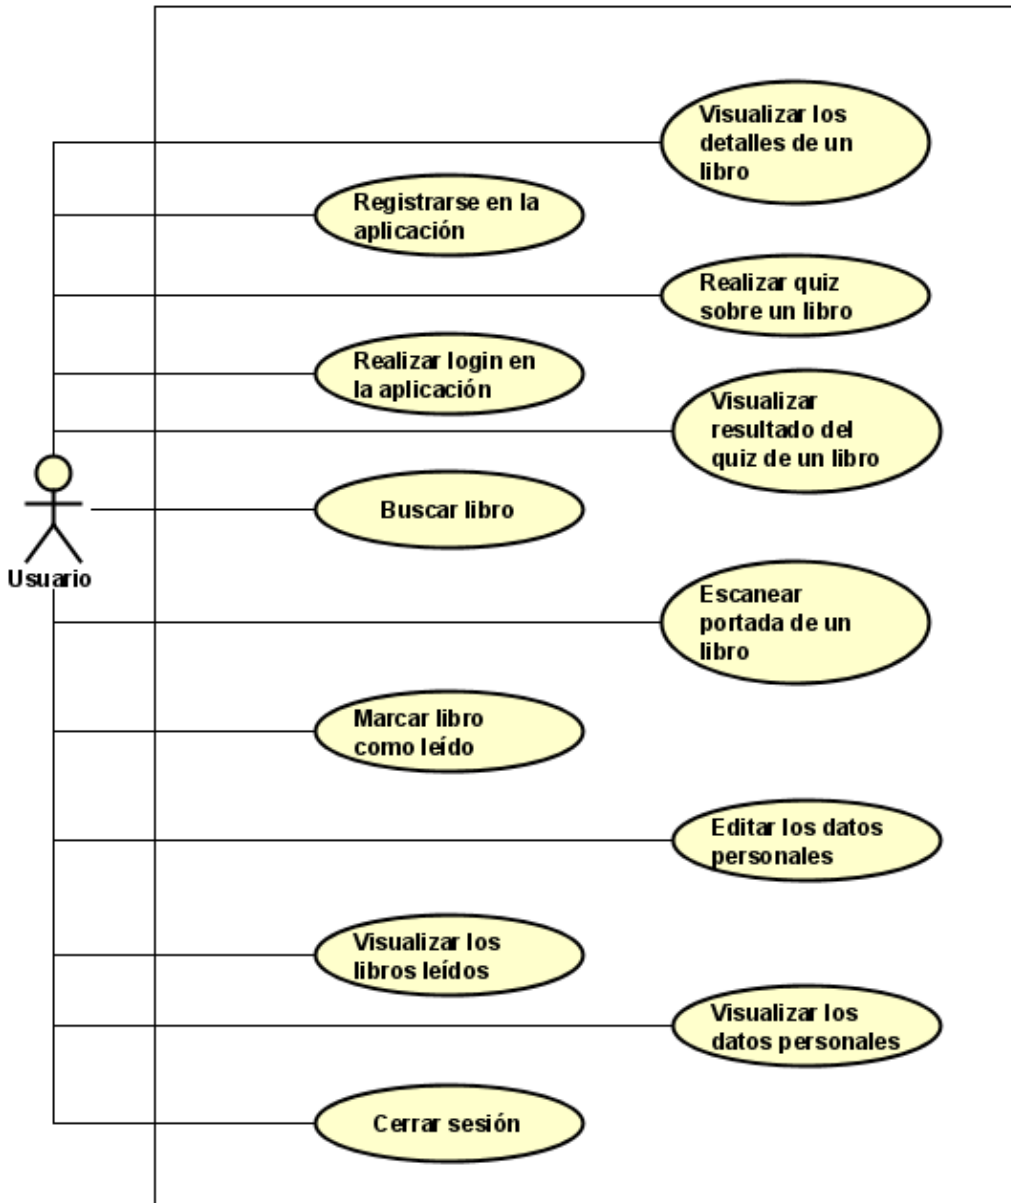 Visualizar los
detalles de un
libro
Registrarse en la
aplicación
Realizar quiz
sobre un libro
Realizar login en
la aplicación
Visualizar
resultado del
quiz de un libro
Buscar libro
Usuario
Escanear
portada de un
libro
Marcar libro
como leído
Editar los datos
personales
Visualizar los
libros leídos
Visualizar los
datos personales
Cerrar sesión